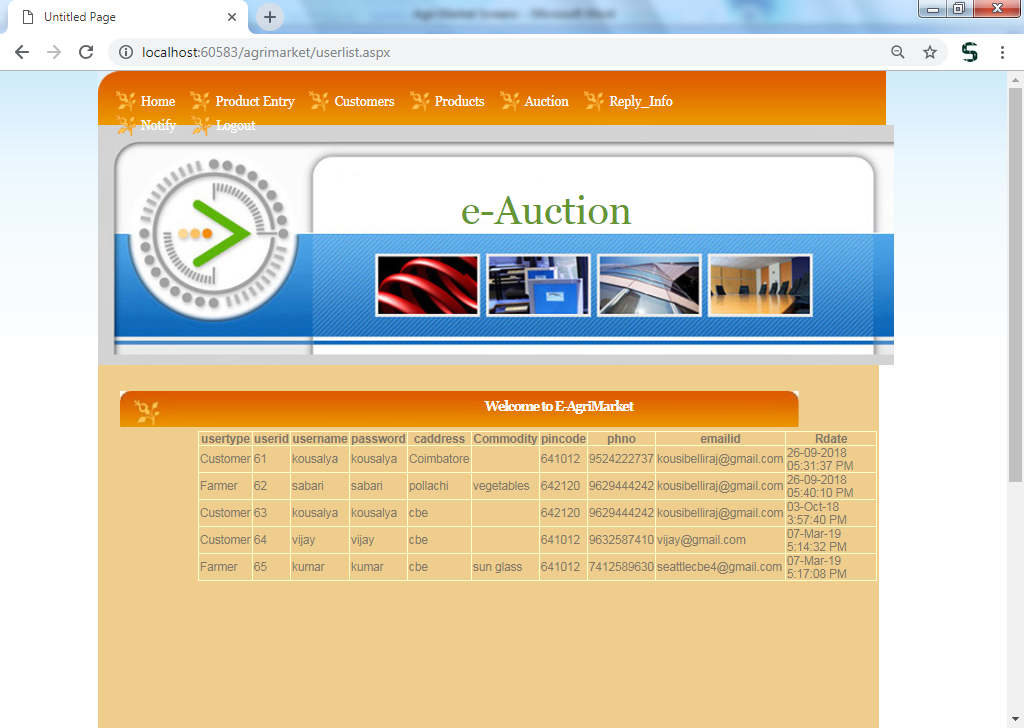 Agri Market Screens - Microsoft Word
Untitled Page
localhost:60583/agrimarket/userlist.aspx
Home Product Entry Customers Products Auction Reply_Info
Notify Logout
e-Auction
Welcome to E-AgriMarket
usertype userid username password caddress Commodity pincode phno emailid Rdate
Customer 61 kousalya kousalya Coimbatore 641012 9524222737 kousibelliraj@gmail.com 26-09-2018 05:31:37 PM
Farmer 62 sabari sabari pollachi vegetables 642120 9629444242 kousibelliraj@gmail.com 26-09-2018 05:40:10 PM
Customer 63 kousalya kousalya cbe 642120 9629444242 kousibelliraj@gmail.com 03-Oct-18 3:57:40 PM
Customer 64 vijay vijay cbe 641012 9632587410 vijay@gmail.com 07-Mar-19 5:14:32 PM
Farmer 65 kumar kumar cbe sun glass 641012 7412589630 seattlecbe4@gmail.com 07-Mar-19 5:17:08 PM